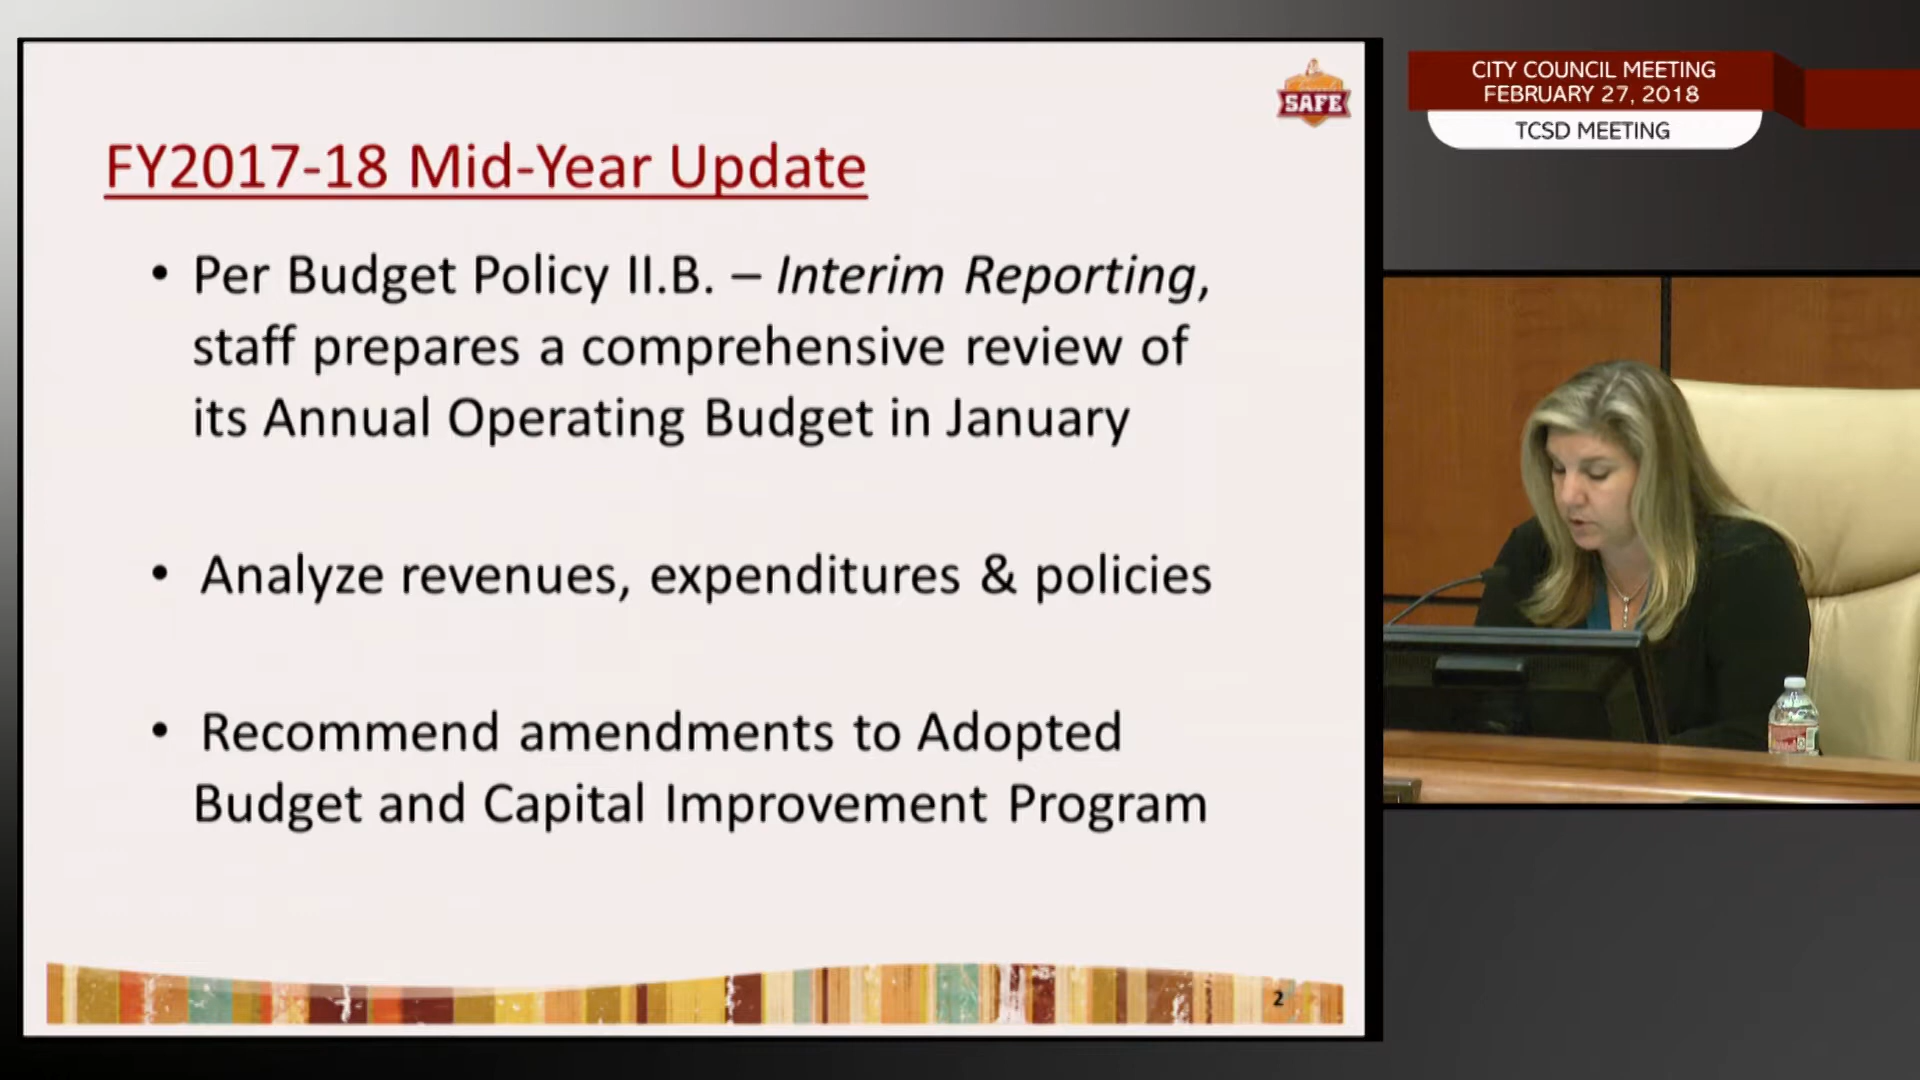 SAFE
CITY COUNCIL MEETING
FEBRUARY 27, 2018
TCSD MEETING
FY2017-18 Mid-Year Update
• Per Budget Policy II.B. – Interim Reporting,
staff prepares a comprehensive review of
its Annual Operating Budget in January
• Analyze revenues, expenditures & policies
• Recommend amendments to Adopted
Budget and Capital Improvement Program
2